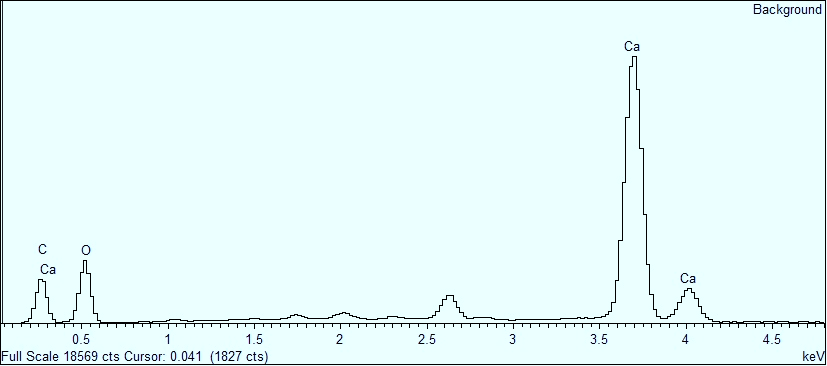 Background
Ca
C
O
Ca
Ca
0.5 1 1.5 2 2.5 3 3.5 4 4.5
Full Scale 18569 cts Cursor: 0.041 (1827 cts) keV